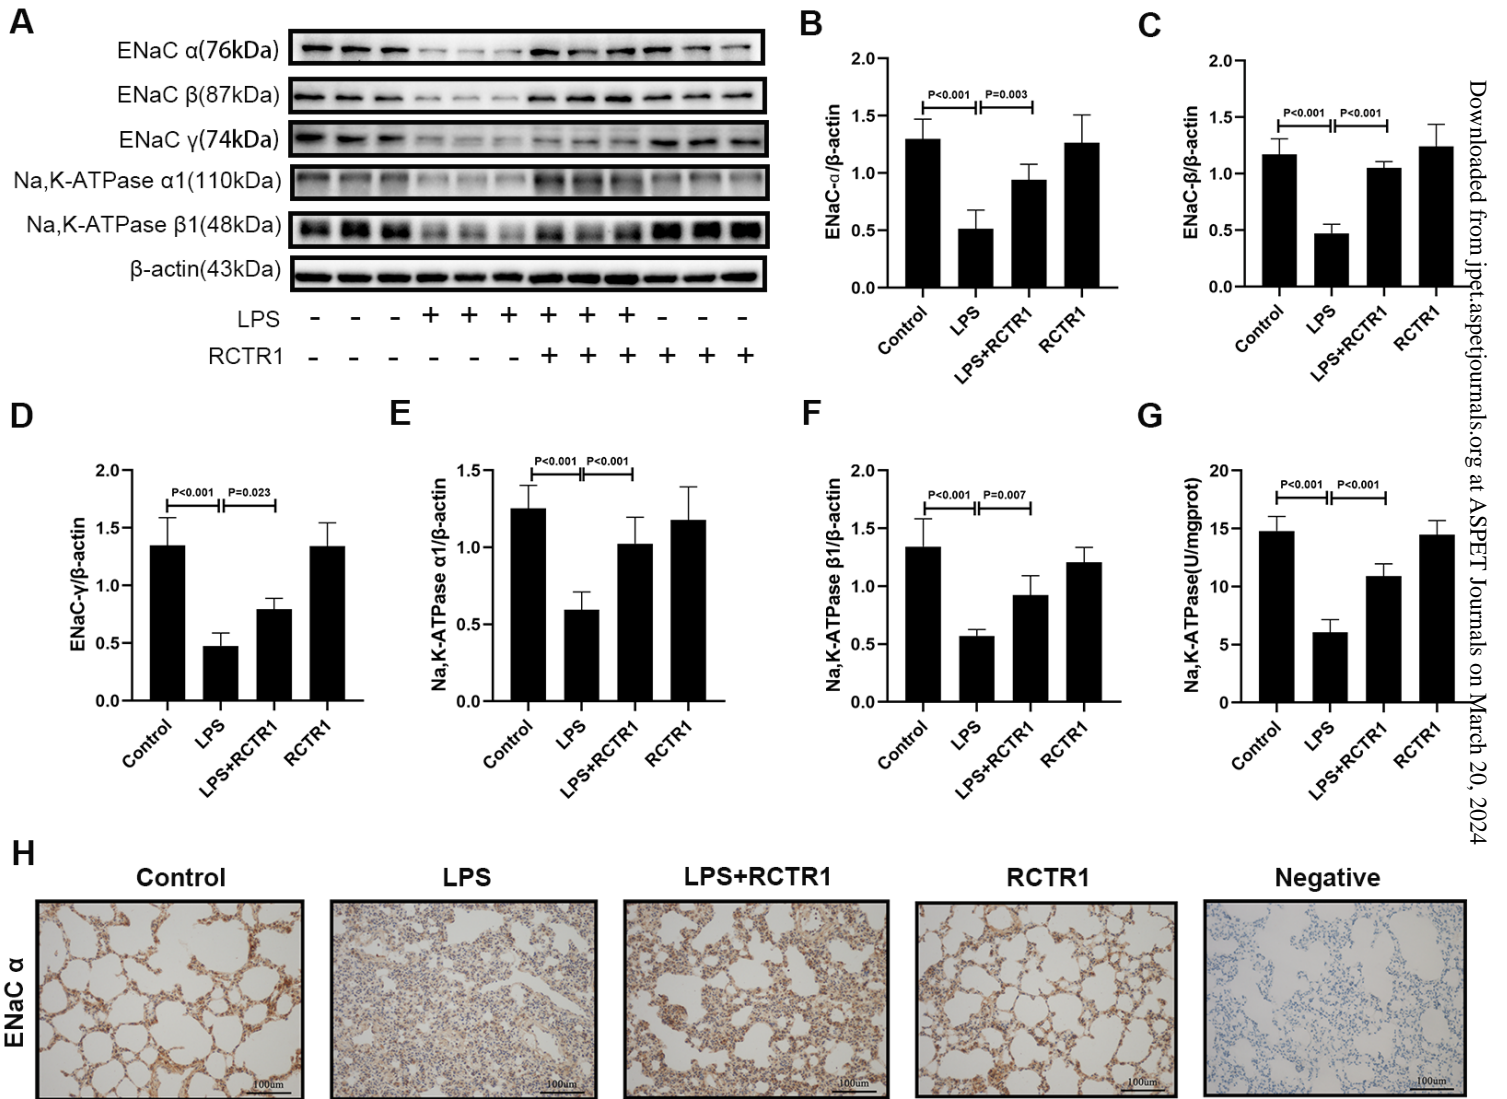 A
ENaC α(76kDa)
ENaC β(87kDa)
ENaC γ(74kDa)
Na,K-ATPase α1(110kDa)
Na,K-ATPase β1(48kDa)
β-actin(43kDa)
LPS - - - + + + + + + - - -
RCTR1 - - - - - - + + + + + +
B
ENaC-α/β-actin
2.0
1.5
1.0
0.5
0.0
P<0.001 P=0.003
Control LPS LPS+RCTR1 RCTR1
C
ENaC-β/β-actin
2.0
1.5
1.0
0.5
0.0
P<0.001 P<0.001
Control LPS LPS+RCTR1 RCTR1
D
ENaC-γ/β-actin
2.0
1.5
1.0
0.5
0.0
P<0.001 P=0.023
Control LPS LPS+RCTR1 RCTR1
E
Na,K-ATPase α1/β-actin
1.5
1.0
0.5
0.0
P<0.001 P<0.001
Control LPS LPS+RCTR1 RCTR1
F
Na,K-ATPase β1/β-actin
2.0
1.5
1.0
0.5
0.0
P<0.001 P=0.007
Control LPS LPS+RCTR1 RCTR1
G
Na,K-ATPase(U/mgprot)
20
15
10
5
0
P<0.001 P<0.001
Control LPS LPS+RCTR1 RCTR1
H
Control LPS LPS+RCTR1 RCTR1 Negative
ENaC α
100um 100um 100um 100um 100um
Downloaded from jpet.aspetjournals.org at ASPET Journals on March 20, 2024